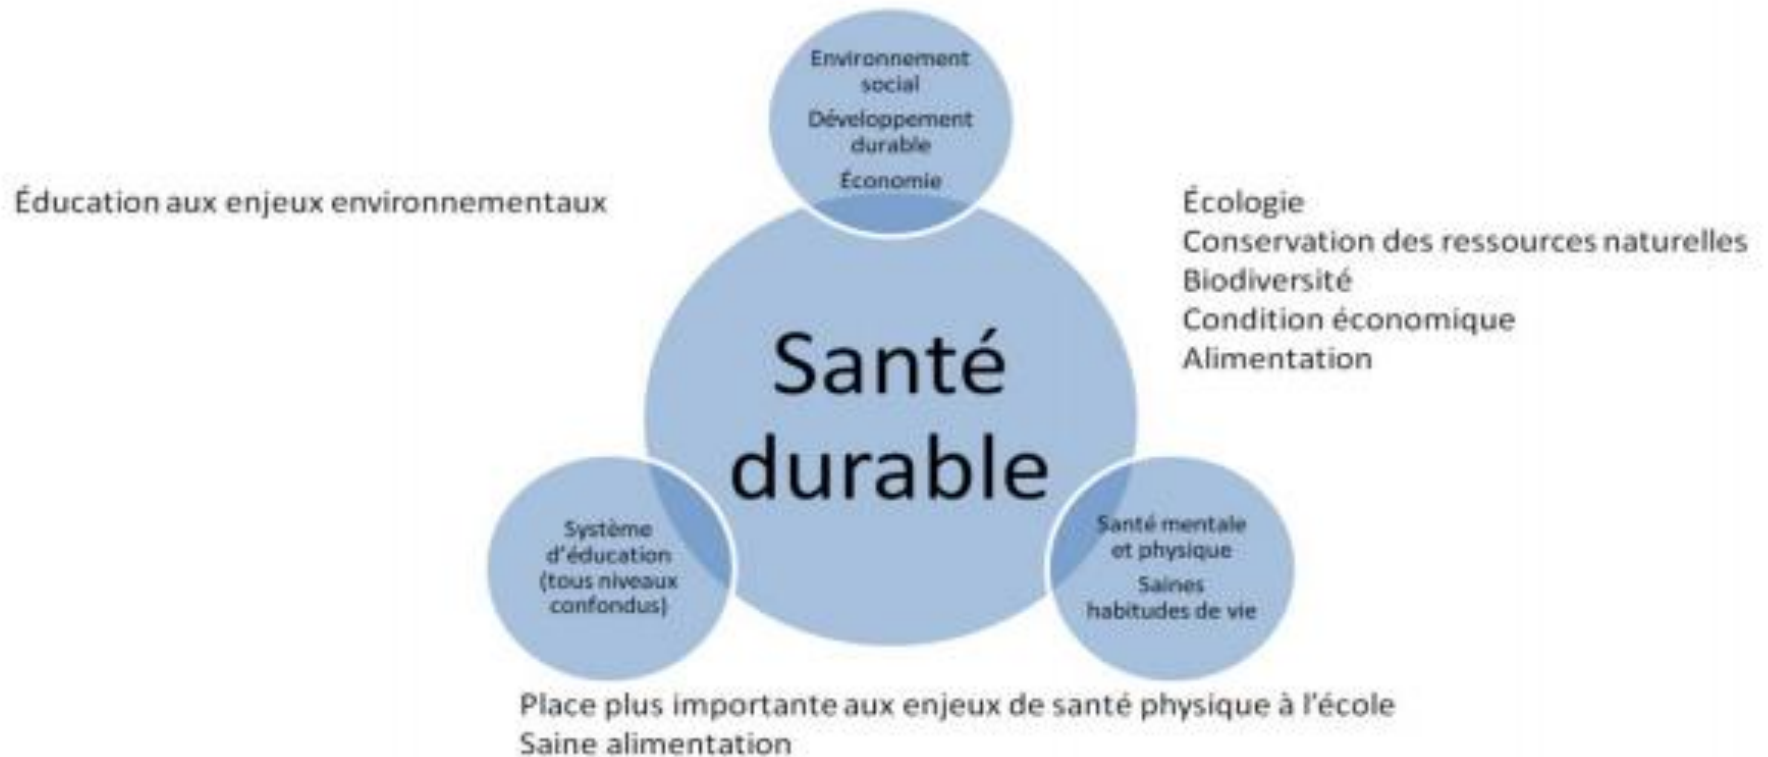 Environnement
social
Développement
durable
Économie
Éducation aux enjeux environnementaux
Écologie
Conservation des ressources naturelles
Biodiversité
Condition économique
Alimentation
Santé
durable
Système
d'éducation
(tous niveaux
confondus)
Santé mentale
et physique
Saines
habitudes de vie
Place plus importante aux enjeux de santé physique à l'école
Saine alimentation